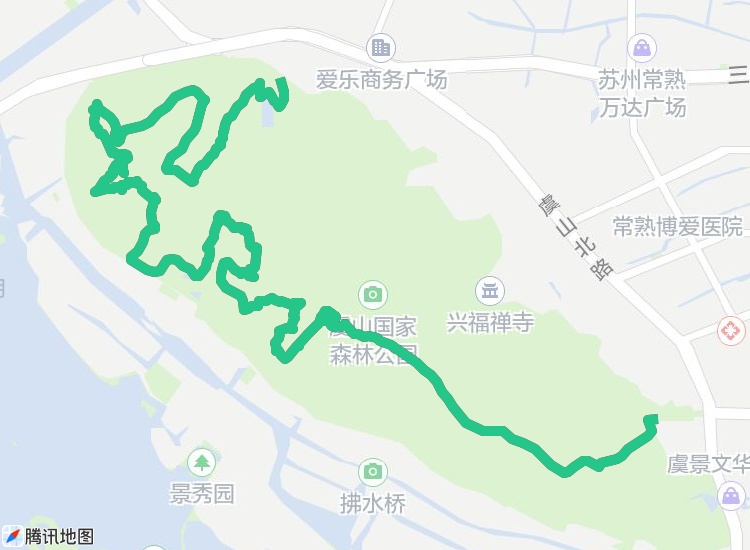 爱乐商务广场
苏州常熟
万达广场
三
虞山北路
常熟博爱医院
兴福禅寺
虞山国家
森林公园
虞景文华
景秀园
拂水桥
腾讯地图